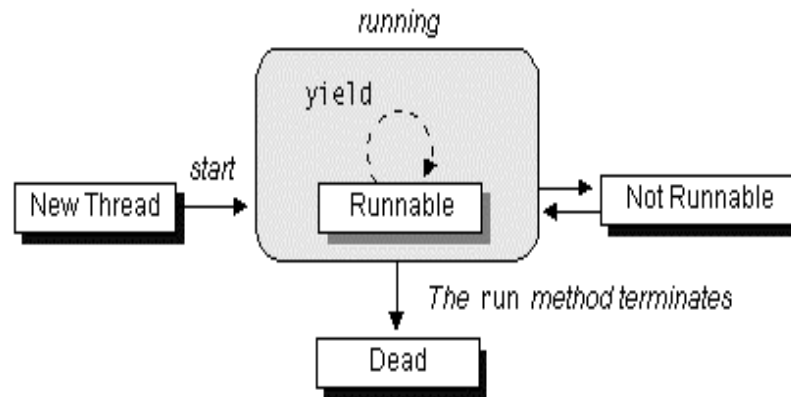 running
yield
start
New Thread
Runnable
Not Runnable
The run method terminates
Dead